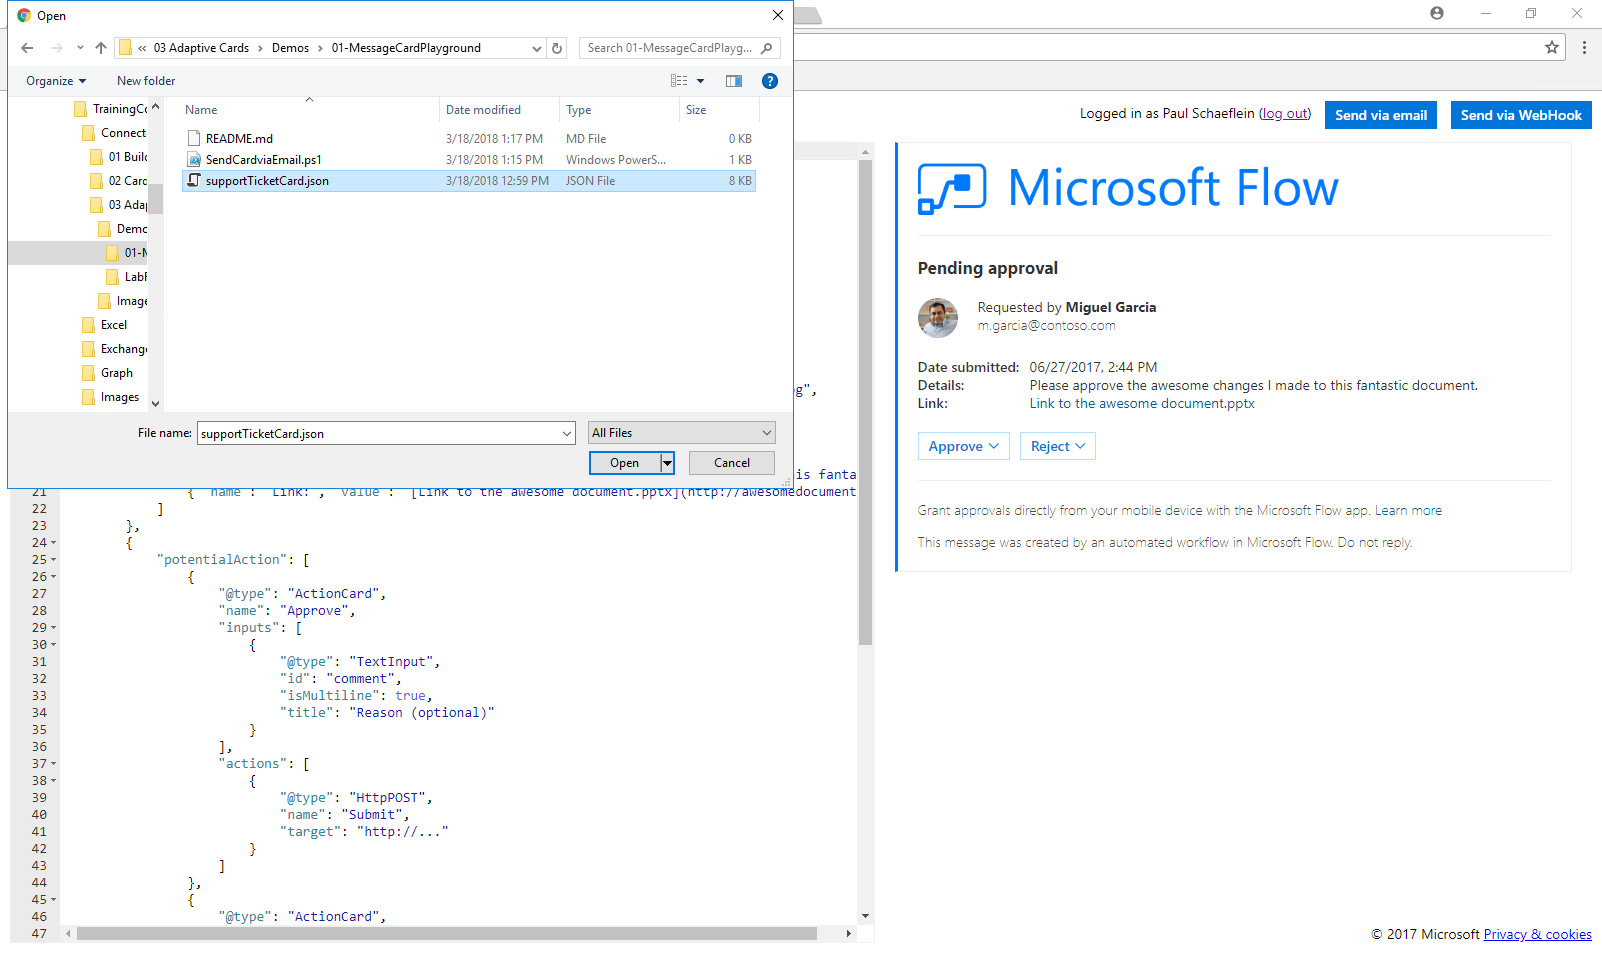 Open
« 03 Adaptive Cards > Demos > 01-MessageCardPlayground
Search 01-MessageCardPlayg...
Organize
New folder
Name
Date modified
Type
Size
README.md 3/18/2018 1:17 PM MD File 0 KB
SendCardviaEmail.ps1 3/18/2018 1:15 PM Windows PowerS... 1 KB
supportTicketCard.json 3/18/2018 12:59 PM JSON File 8 KB
TrainingCo
Connect
01 Build
02 Card
03 Adap
Demo
01-M
LabF
Image
Excel
Exchange
Graph
Images
File name: supportTicketCard.json
All Files
Open
Cancel
g",
is fanta
21 { "name": "Link:", "value": "[Link to the awesome document.pptx](http://awesomedocument
22 ]
23 },
24 {
25 "potentialAction": [
26 {
27 "@type": "ActionCard",
28 "name": "Approve",
29 "inputs": [
30 {
31 "@type": "TextInput",
32 "id": "comment",
33 "isMultiline": true,
34 "title": "Reason (optional)"
35 }
36 ],
37 "actions": [
38 {
39 "@type": "HttpPOST",
40 "name": "Submit",
41 "target": "http://..."
42 }
43 ]
44 },
45 {
46 "@type": "ActionCard",
47
Logged in as Paul Schaeflein (log out)
Send via email
Send via WebHook
Microsoft Flow
Pending approval
Requested by Miguel Garcia
m.garcia@contoso.com
Date submitted: 06/27/2017, 2:44 PM
Details: Please approve the awesome changes I made to this fantastic document.
Link: Link to the awesome document.pptx
Approve
Reject
Grant approvals directly from your mobile device with the Microsoft Flow app. Learn more
This message was created by an automated workflow in Microsoft Flow. Do not reply.
© 2017 Microsoft Privacy & cookies